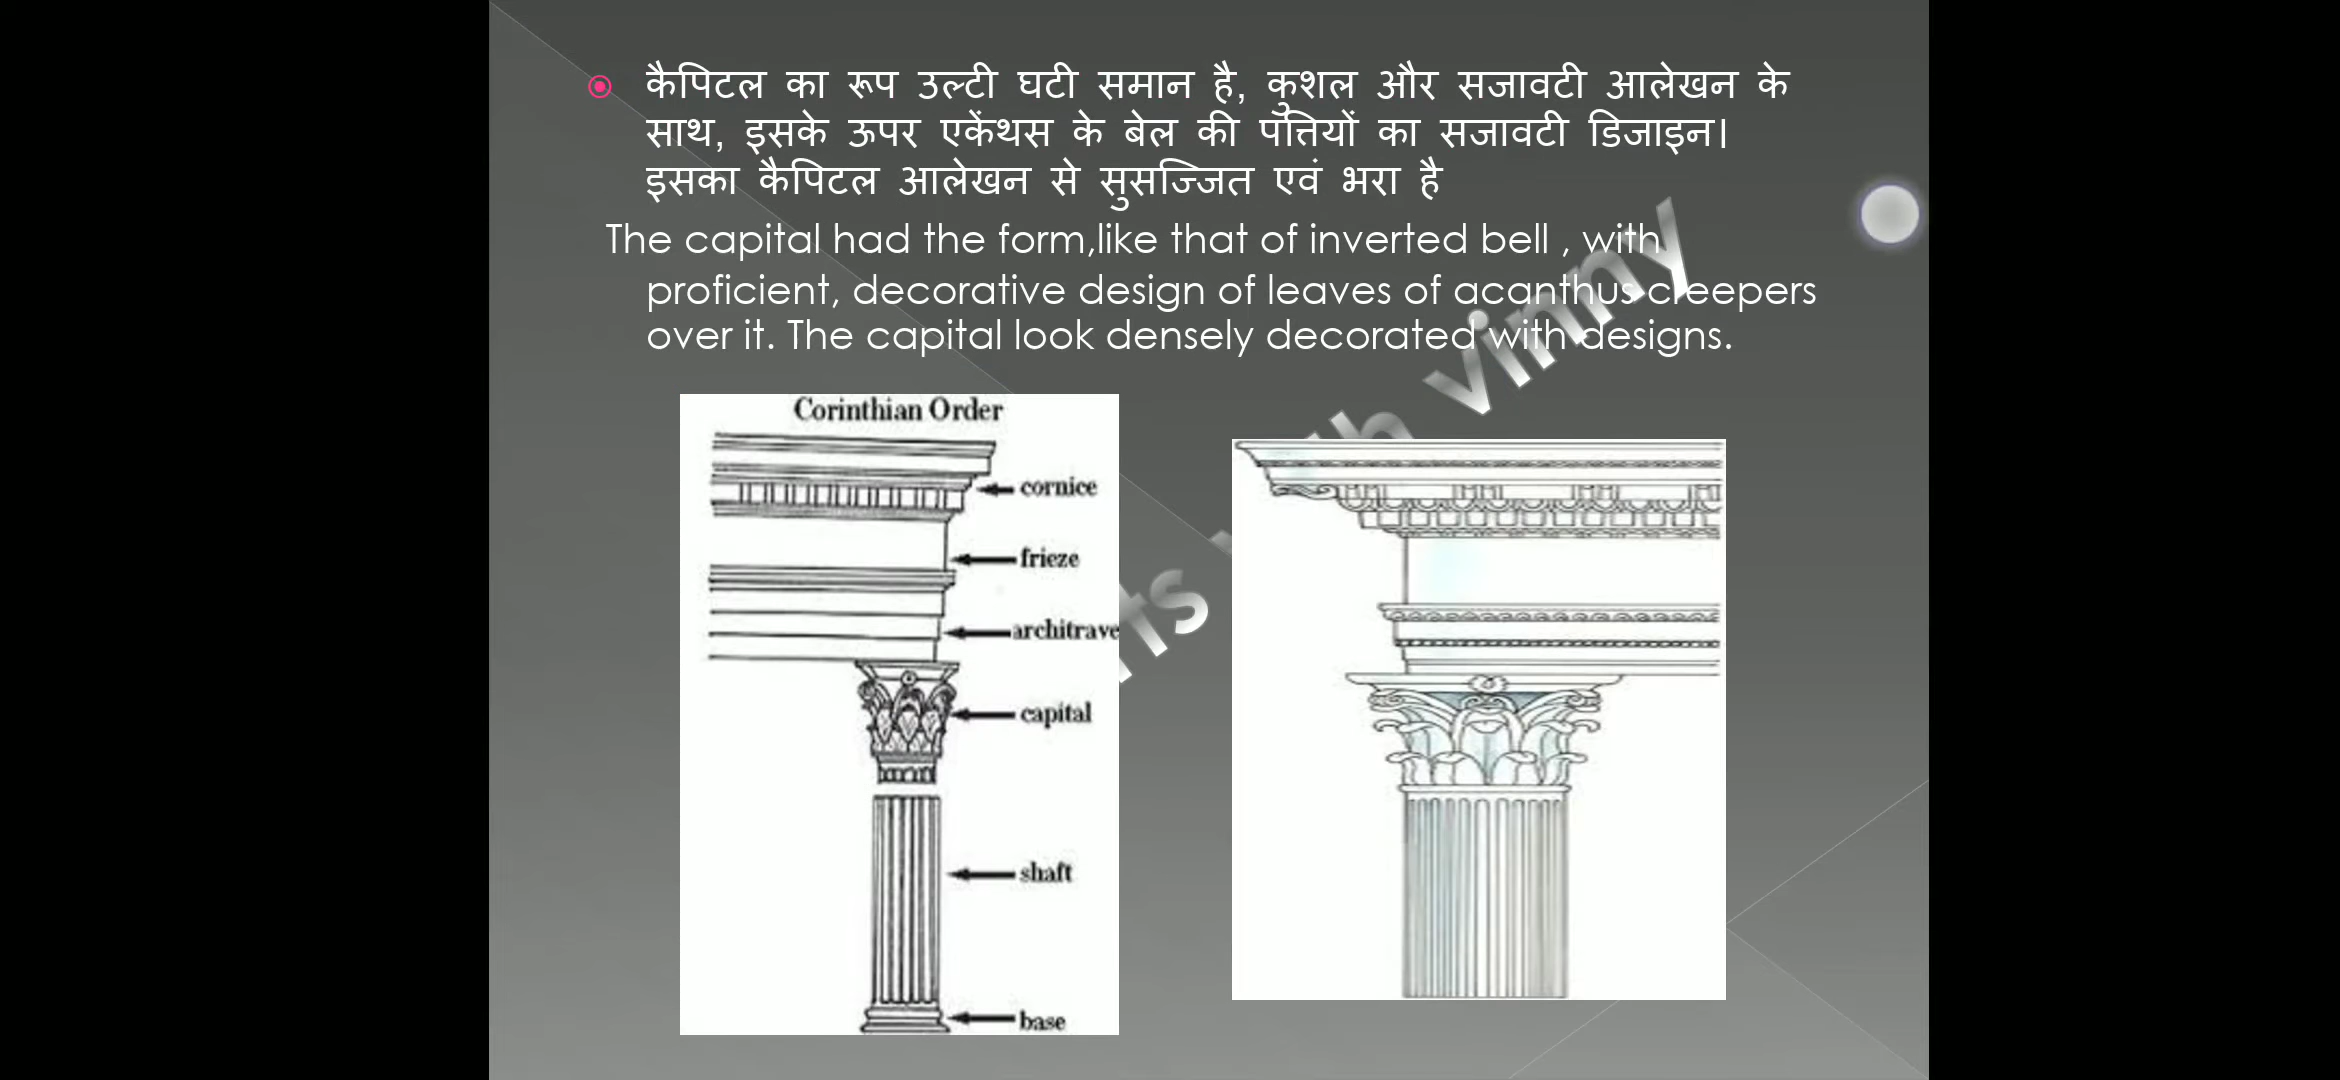 कैपिटल का रूप उल्टी घटी समान है, कुशल और सजावटी आलेखन के
साथ, इसके ऊपर एकेंथस के बेल की पत्तियों का सजावटी डिजाइन।
इसका कैपिटल आलेखन से सुसज्जित एवं भरा है
The capital had the form,like that of inverted bell , with
proficient, decorative design of leaves of acanthus creepers
over it. The capital look densely decorated with designs.
Corinthian Order
cornice
frieze
architrave
capital
shaft
base
vinny